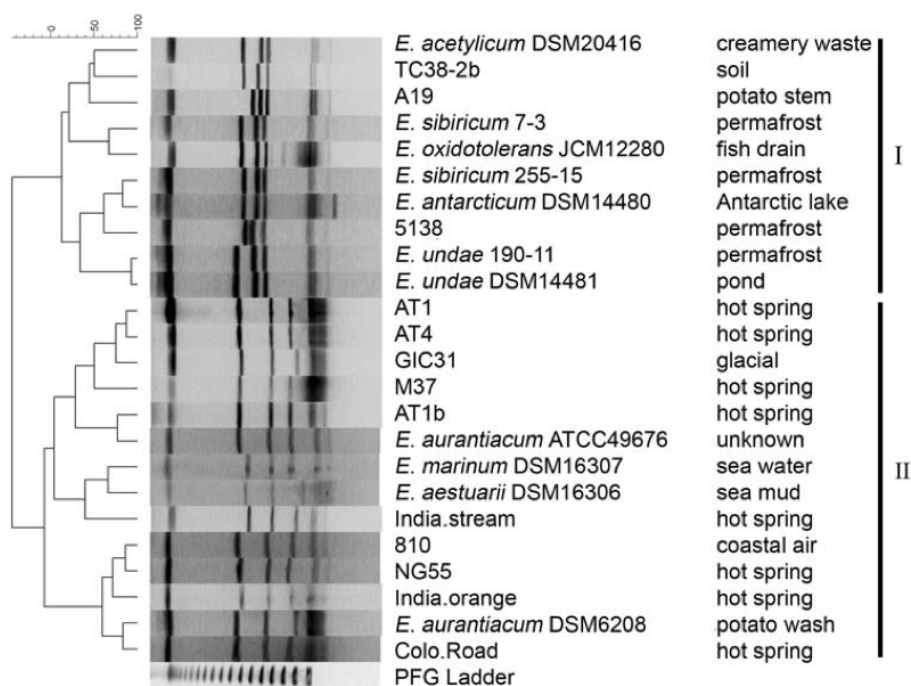 0 50 100
E. acetylicum DSM20416 creamery waste
TC38-2b soil
A19 potato stem
E. sibiricum 7-3 permafrost
E. oxidotolerans JCM12280 fish drain
I
E. sibiricum 255-15 permafrost
E. antarcticum DSM14480 Antarctic lake
5138 permafrost
E. undae 190-11 permafrost
E. undae DSM14481 pond
AT1 hot spring
AT4 hot spring
GIC31 glacial
M37 hot spring
AT1b hot spring
E. aurantiacum ATCC49676 unknown
E. marinum DSM16307 sea water
II
E. aestuarii DSM16306 sea mud
India.stream hot spring
810 coastal air
NG55 hot spring
India.orange hot spring
E. aurantiacum DSM6208 potato wash
Colo.Road hot spring
PFG Ladder